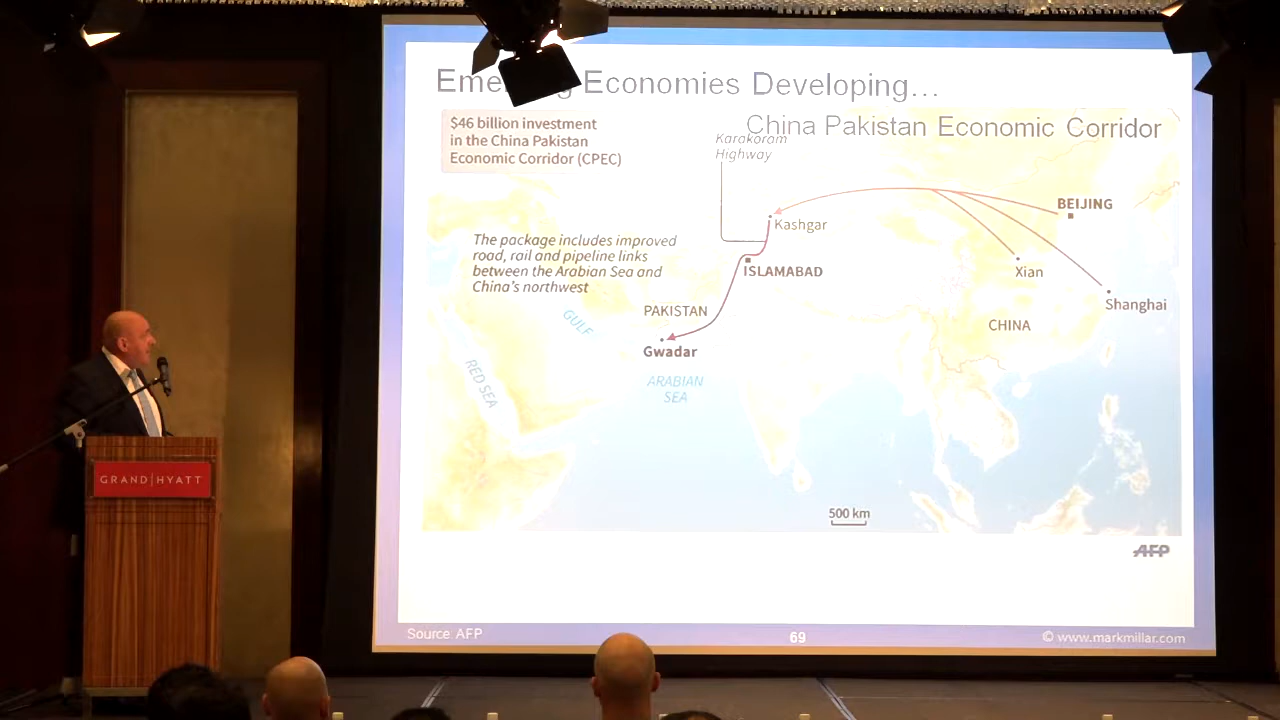 Economies Developing...
China Pakistan Economic Corridor
$46 billion investment
in the China Pakistan
Economic Corridor (CPEC)
Karakoram
Highway
BEIJING
Kashgar
The package includes improved
road, rail and pipeline links
between the Arabian Sea and
China's northwest
ISLAMABAD
Xian
Shanghai
PAKISTAN
GULF
CHINA
Gwadar
RED SEA
ARABIAN
SEA
GRAND|HYATT
500 km
AFP
Source: AFP
69
© www.markmillar.com